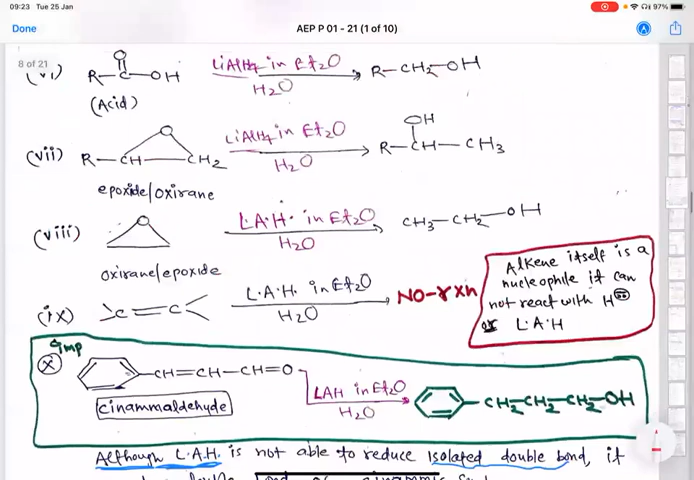 09:23 Tue 25 Jan
97%
Done
AEP P 01 - 21 (1 of 10)
8 of 21
(vi) R-C-OH
O
LiAlH4 in Et2O
H2O
R-CH2-OH
(Acid)
(vii) R-CH-CH2
O
LiAlH4 in Et2O
H2O
OH
R-CH-CH3
epoxide/oxirane
(viii)
O
L.A.H. in Et2O
H2O
CH3-CH2-OH
oxirane/epoxide
(ix) >C=C<
L.A.H. in Et2O
H2O
NO-rxn
Alkene itself is a
nucleophile it can
not react with H⊖
or L.A.H
Imp
(X)
-CH=CH-CH=O
LAH in Et2O
H2O
-CH2-CH2-CH2-OH
cinammaldehyde
Although L.A.H. is not able to reduce isolated double bond, it